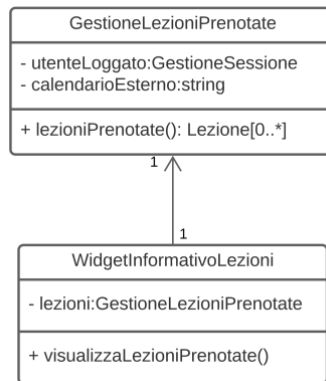 GestioneLezioniPrenotate
- utenteLoggato:GestioneSessione
- calendarioEsterno:string
+ lezioniPrenotate(): Lezione[0..*]
1
1
WidgetInformativoLezioni
- lezioni:GestioneLezioniPrenotate
+ visualizzaLezioniPrenotate()